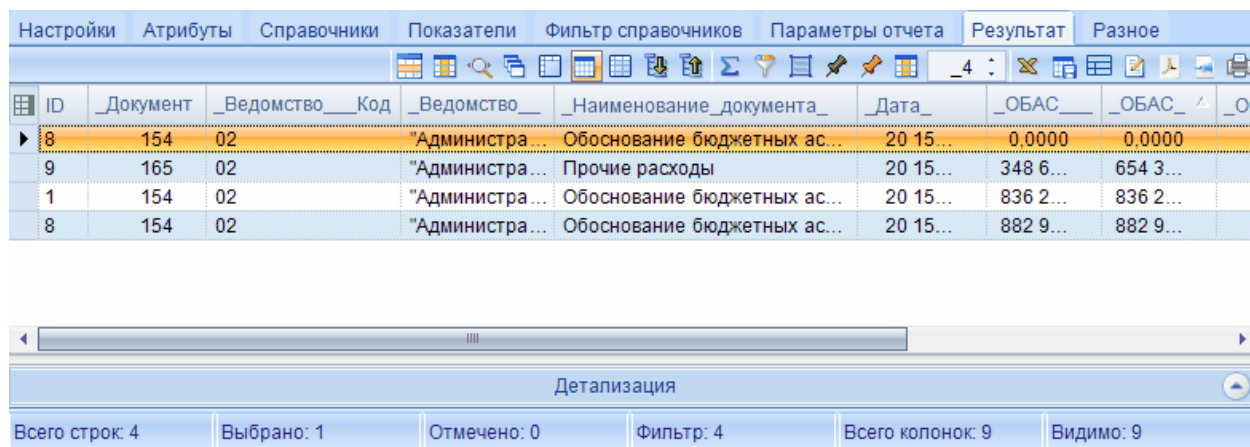 Настройки Атрибуты Справочники Показатели Фильтр справочников Параметры отчета Результат Разное
_4
ID _Документ _Ведомство___Код _Ведомство__ _Наименование_документа_ _Дата_ _ОБАС___ _ОБАС_ _О
8 154 02 "Администра... Обоснование бюджетных ас... 20 15... 0,0000 0,0000
9 165 02 "Администра... Прочие расходы 20 15... 348 6... 654 3...
1 154 02 "Администра... Обоснование бюджетных ас... 20 15... 836 2... 836 2...
8 154 02 "Администра... Обоснование бюджетных ас... 20 15... 882 9... 882 9...
Детализация
Всего строк: 4 Выбрано: 1 Отмечено: 0 Фильтр: 4 Всего колонок: 9 Видимо: 9